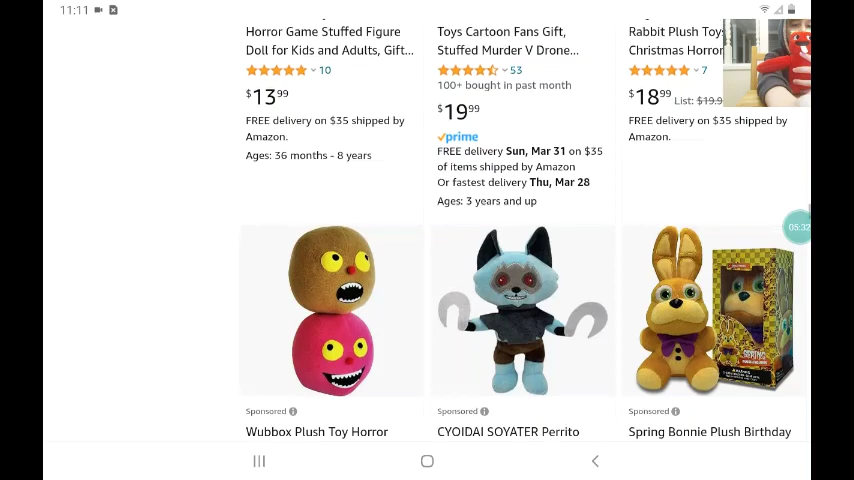 11:11
Horror Game Stuffed Figure
Doll for Kids and Adults, Gift...
10
$13.99
FREE delivery on $35 shipped by
Amazon.
Ages: 36 months - 8 years
Toys Cartoon Fans Gift,
Stuffed Murder V Drone...
53
100+ bought in past month
$19.99
prime
FREE delivery Sun, Mar 31 on $35
of items shipped by Amazon
Or fastest delivery Thu, Mar 28
Ages: 3 years and up
Rabbit Plush Toy
Christmas Horror
7
$18.99 List: $19.9
FREE delivery on $35 shipped by
Amazon.
05:32
SPRING
Sponsored
Wubbox Plush Toy Horror
Sponsored
CYOIDAI SOYATER Perrito
Sponsored
Spring Bonnie Plush Birthday